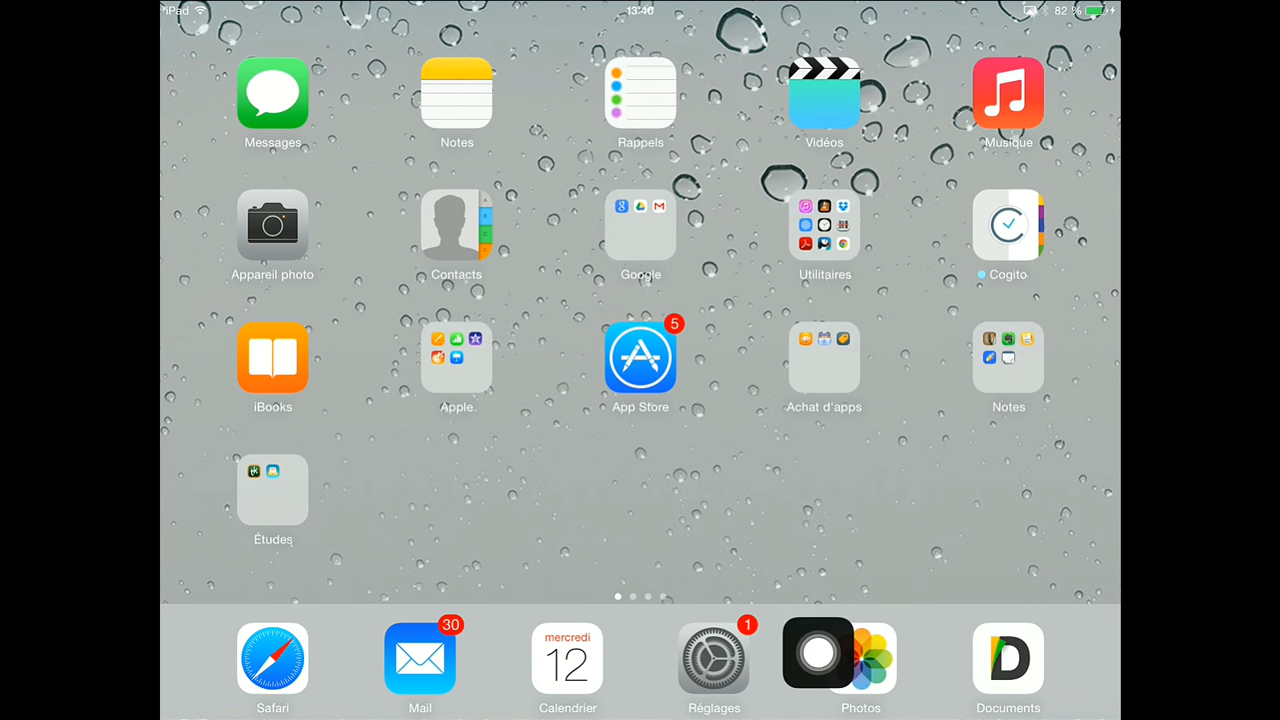 iPad 13:40 82 %
Messages Notes Rappels Vidéos Musique
Appareil photo Contacts Google Utilitaires Cogito
5
iBooks Apple App Store Achat d'apps Notes
Études
30 mercredi 1
12
Safari Mail Calendrier Réglages Photos Documents